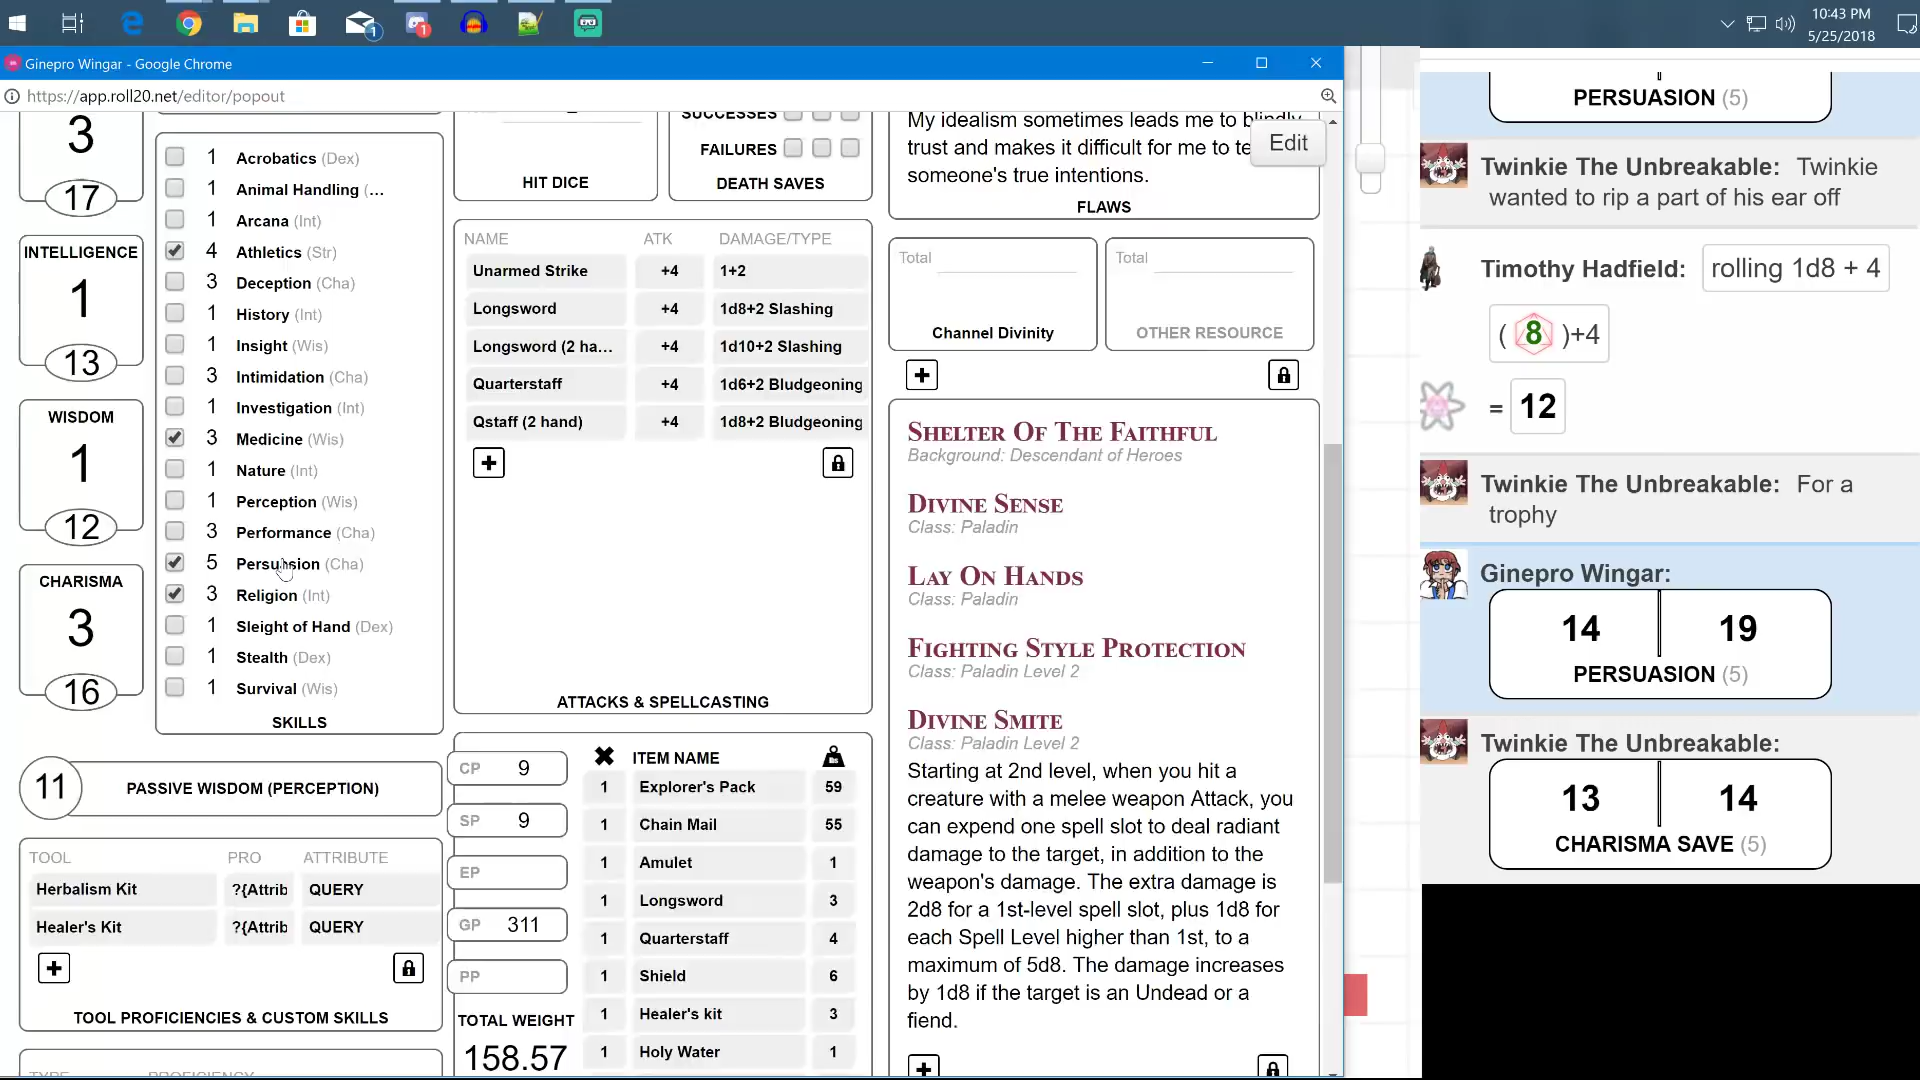 10:43 PM
5/25/2018
1
1
Ginepro Wingar - Google Chrome
https://app.roll20.net/editor/popout
3
17
INTELLIGENCE
1
13
WISDOM
1
12
CHARISMA
3
16
1 Acrobatics (Dex)
1 Animal Handling (...
1 Arcana (Int)
4 Athletics (Str)
3 Deception (Cha)
1 History (Int)
1 Insight (Wis)
3 Intimidation (Cha)
1 Investigation (Int)
3 Medicine (Wis)
1 Nature (Int)
1 Perception (Wis)
3 Performance (Cha)
5 Persuasion (Cha)
3 Religion (Int)
1 Sleight of Hand (Dex)
1 Stealth (Dex)
1 Survival (Wis)
SKILLS
11 PASSIVE WISDOM (PERCEPTION)
TOOL PRO ATTRIBUTE
Herbalism Kit ?{Attrib QUERY
Healer's Kit ?{Attrib QUERY
TOOL PROFICIENCIES & CUSTOM SKILLS
TYPE PROFICIENCY
HIT DICE
SUCCESSES
FAILURES
DEATH SAVES
NAME ATK DAMAGE/TYPE
Unarmed Strike +4 1+2
Longsword +4 1d8+2 Slashing
Longsword (2 ha... +4 1d10+2 Slashing
Quarterstaff +4 1d6+2 Bludgeoning
Qstaff (2 hand) +4 1d8+2 Bludgeoning
ATTACKS & SPELLCASTING
CP 9
SP 9
EP
GP 311
PP
TOTAL WEIGHT
158.57
ITEM NAME
1 Explorer's Pack 59
1 Chain Mail 55
1 Amulet 1
1 Longsword 3
1 Quarterstaff 4
1 Shield 6
1 Healer's kit 3
1 Holy Water 1
My idealism sometimes leads me to blindly
trust and makes it difficult for me to te
someone's true intentions.
FLAWS
Edit
Total
Channel Divinity
Total
OTHER RESOURCE
SHELTER OF THE FAITHFUL
Background: Descendant of Heroes
DIVINE SENSE
Class: Paladin
LAY ON HANDS
Class: Paladin
FIGHTING STYLE PROTECTION
Class: Paladin Level 2
DIVINE SMITE
Class: Paladin Level 2
Starting at 2nd level, when you hit a
creature with a melee weapon Attack, you
can expend one spell slot to deal radiant
damage to the target, in addition to the
weapon's damage. The extra damage is
2d8 for a 1st-level spell slot, plus 1d8 for
each Spell Level higher than 1st, to a
maximum of 5d8. The damage increases
by 1d8 if the target is an Undead or a
fiend.
PERSUASION (5)
Twinkie The Unbreakable: Twinkie
wanted to rip a part of his ear off
Timothy Hadfield: rolling 1d8 + 4
(8)+4
= 12
Twinkie The Unbreakable: For a
trophy
Ginepro Wingar:
14 19
PERSUASION (5)
Twinkie The Unbreakable:
13 14
CHARISMA SAVE (5)